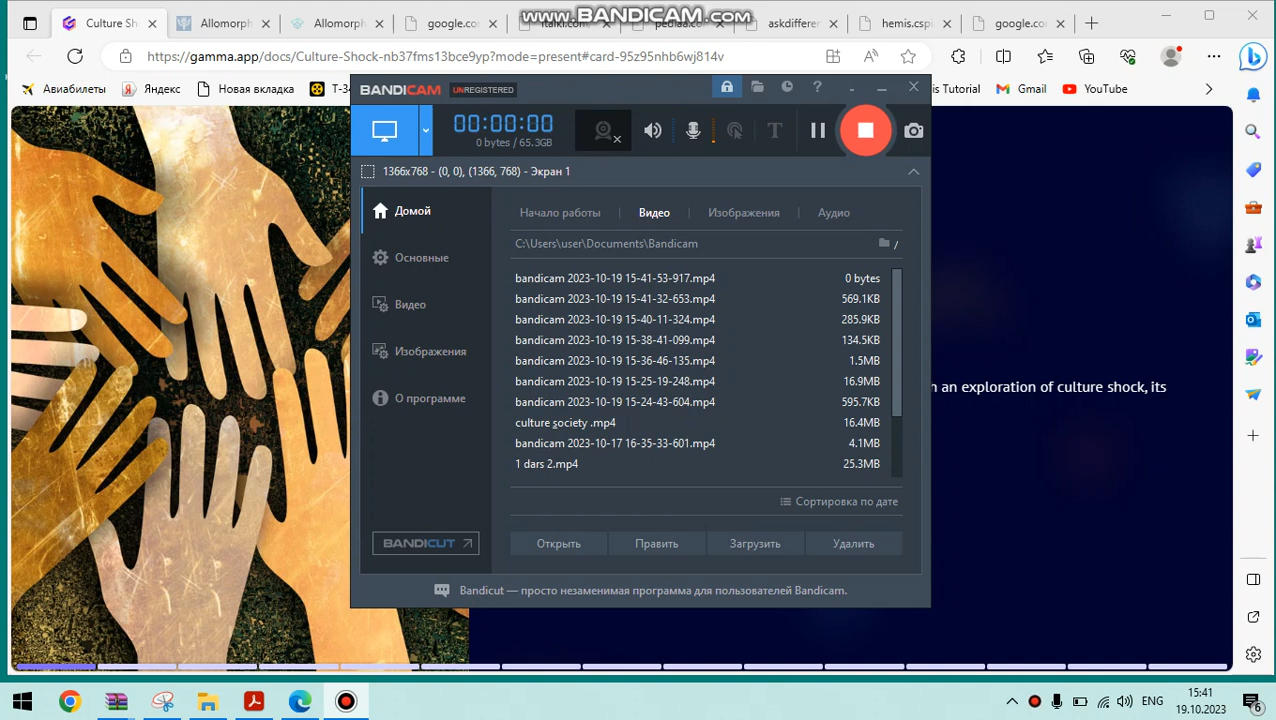 www.BANDICAM.com
Culture Sh
Allomorph
Allomorph
google.co
italki.com
pediaa.co
askdifferen
hemis.cspi
google.co
https://gamma.app/docs/Culture-Shock-nb37fms13bce9yp?mode=present#card-95z95nhb6wj814v
Авиабилеты
Яндекс
Новая вкладка
Т-34
is Tutorial
Gmail
YouTube
BANDICAM UNREGISTERED
00:00:00
0 bytes / 65.3GB
1366x768 - (0, 0), (1366, 768) - Экран 1
Домой
Основные
Видео
Изображения
О программе
BANDICUT
Начало работы
Видео
Изображения
Аудио
C:\Users\user\Documents\Bandicam
/
bandicam 2023-10-19 15-41-53-917.mp4 0 bytes
bandicam 2023-10-19 15-41-32-653.mp4 569.1KB
bandicam 2023-10-19 15-40-11-324.mp4 285.9KB
bandicam 2023-10-19 15-38-41-099.mp4 134.5KB
bandicam 2023-10-19 15-36-46-135.mp4 1.5MB
bandicam 2023-10-19 15-25-19-248.mp4 16.9MB
bandicam 2023-10-19 15-24-43-604.mp4 595.7KB
culture society .mp4 16.4MB
bandicam 2023-10-17 16-35-33-601.mp4 4.1MB
1 dars 2.mp4 25.3MB
Сортировка по дате
Открыть
Править
Загрузить
Удалить
Bandicut — просто незаменимая программа для пользователей Bandicam.
an exploration of culture shock, its
ENG
15:41
19.10.2023
6